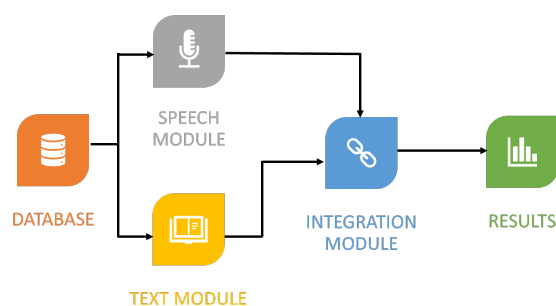 SPEECH
MODULE
DATABASE
INTEGRATION
MODULE
RESULTS
TEXT MODULE